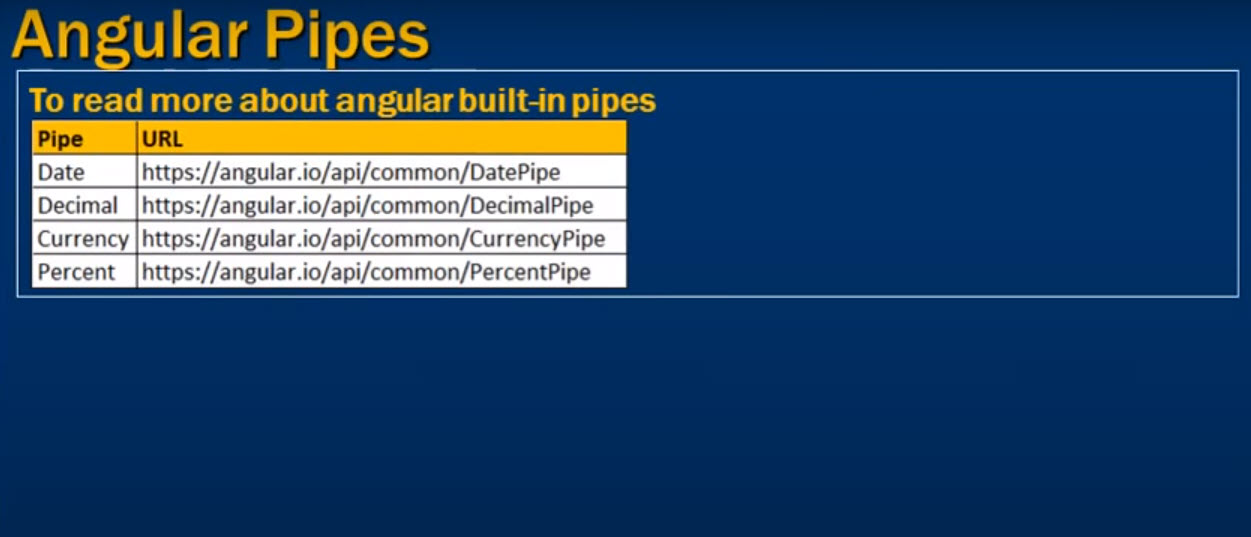 Angular Pipes
To read more about angular built-in pipes
Pipe URL
Date https://angular.io/api/common/DatePipe
Decimal https://angular.io/api/common/DecimalPipe
Currency https://angular.io/api/common/CurrencyPipe
Percent https://angular.io/api/common/PercentPipe